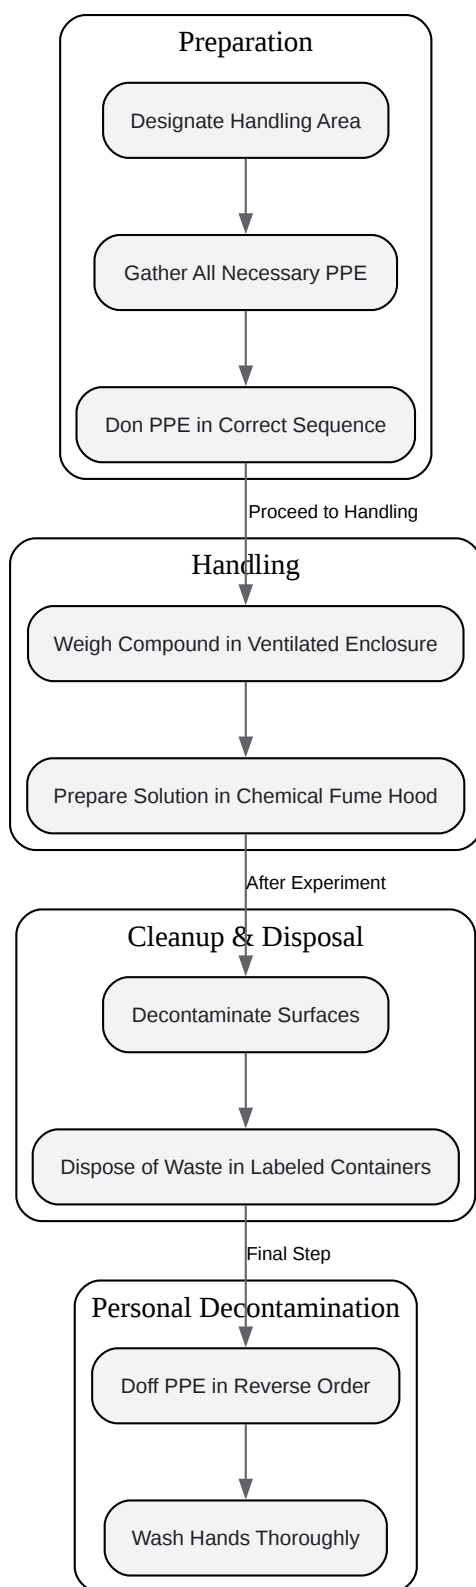 Preparation
Designate Handling Area
Gather All Necessary PPE
Don PPE in Correct Sequence
Proceed to Handling
Handling
Weigh Compound in Ventilated Enclosure
Prepare Solution in Chemical Fume Hood
After Experiment
Cleanup & Disposal
Decontaminate Surfaces
Dispose of Waste in Labeled Containers
Final Step
Personal Decontamination
Doff PPE in Reverse Order
Wash Hands Thoroughly